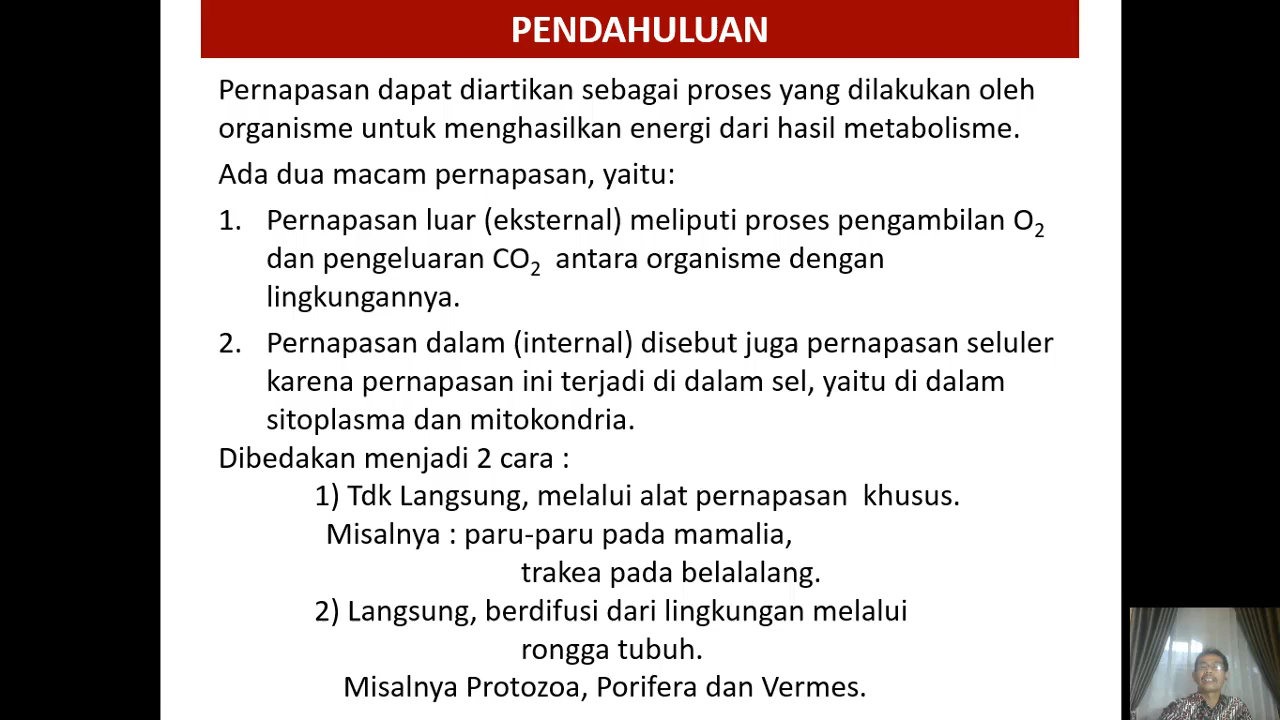 PENDAHULUAN
Pernapasan dapat diartikan sebagai proses yang dilakukan oleh
organisme untuk menghasilkan energi dari hasil metabolisme.
Ada dua macam pernapasan, yaitu:
1. Pernapasan luar (eksternal) meliputi proses pengambilan O₂
dan pengeluaran CO₂ antara organisme dengan
lingkungannya.
2. Pernapasan dalam (internal) disebut juga pernapasan seluler
karena pernapasan ini terjadi di dalam sel, yaitu di dalam
sitoplasma dan mitokondria.
Dibedakan menjadi 2 cara :
1) Tdk Langsung, melalui alat pernapasan khusus.
Misalnya : paru-paru pada mamalia,
trakea pada belalalang.
2) Langsung, berdifusi dari lingkungan melalui
rongga tubuh.
Misalnya Protozoa, Porifera dan Vermes.